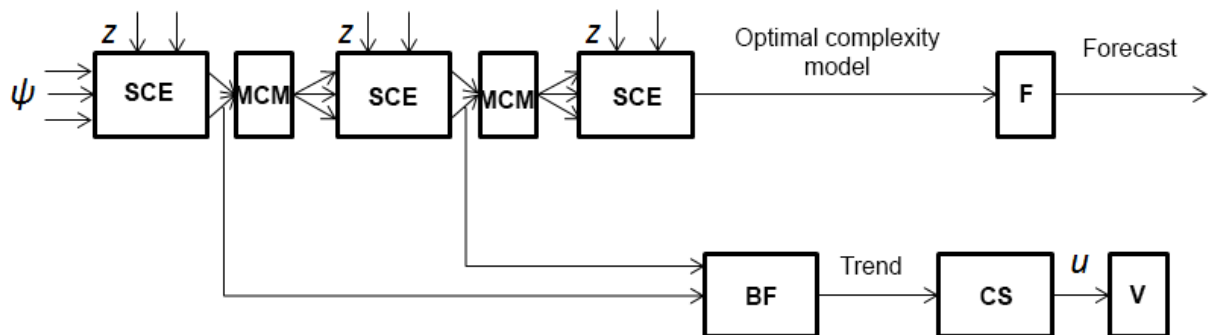 z
z
z
Optimal complexity
model
Forecast
ψ
SCE
MCM
SCE
MCM
SCE
F
Trend
u
BF
CS
V